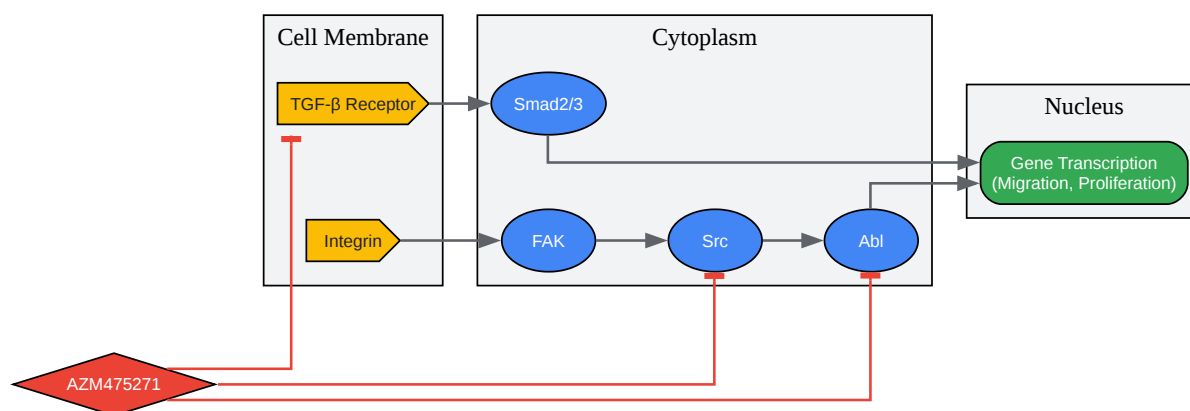 Cell Membrane
Cytoplasm
TGF-β Receptor
Smad2/3
Nucleus
Gene Transcription
(Migration, Proliferation)
Integrin
FAK
Src
Abl
AZM475271